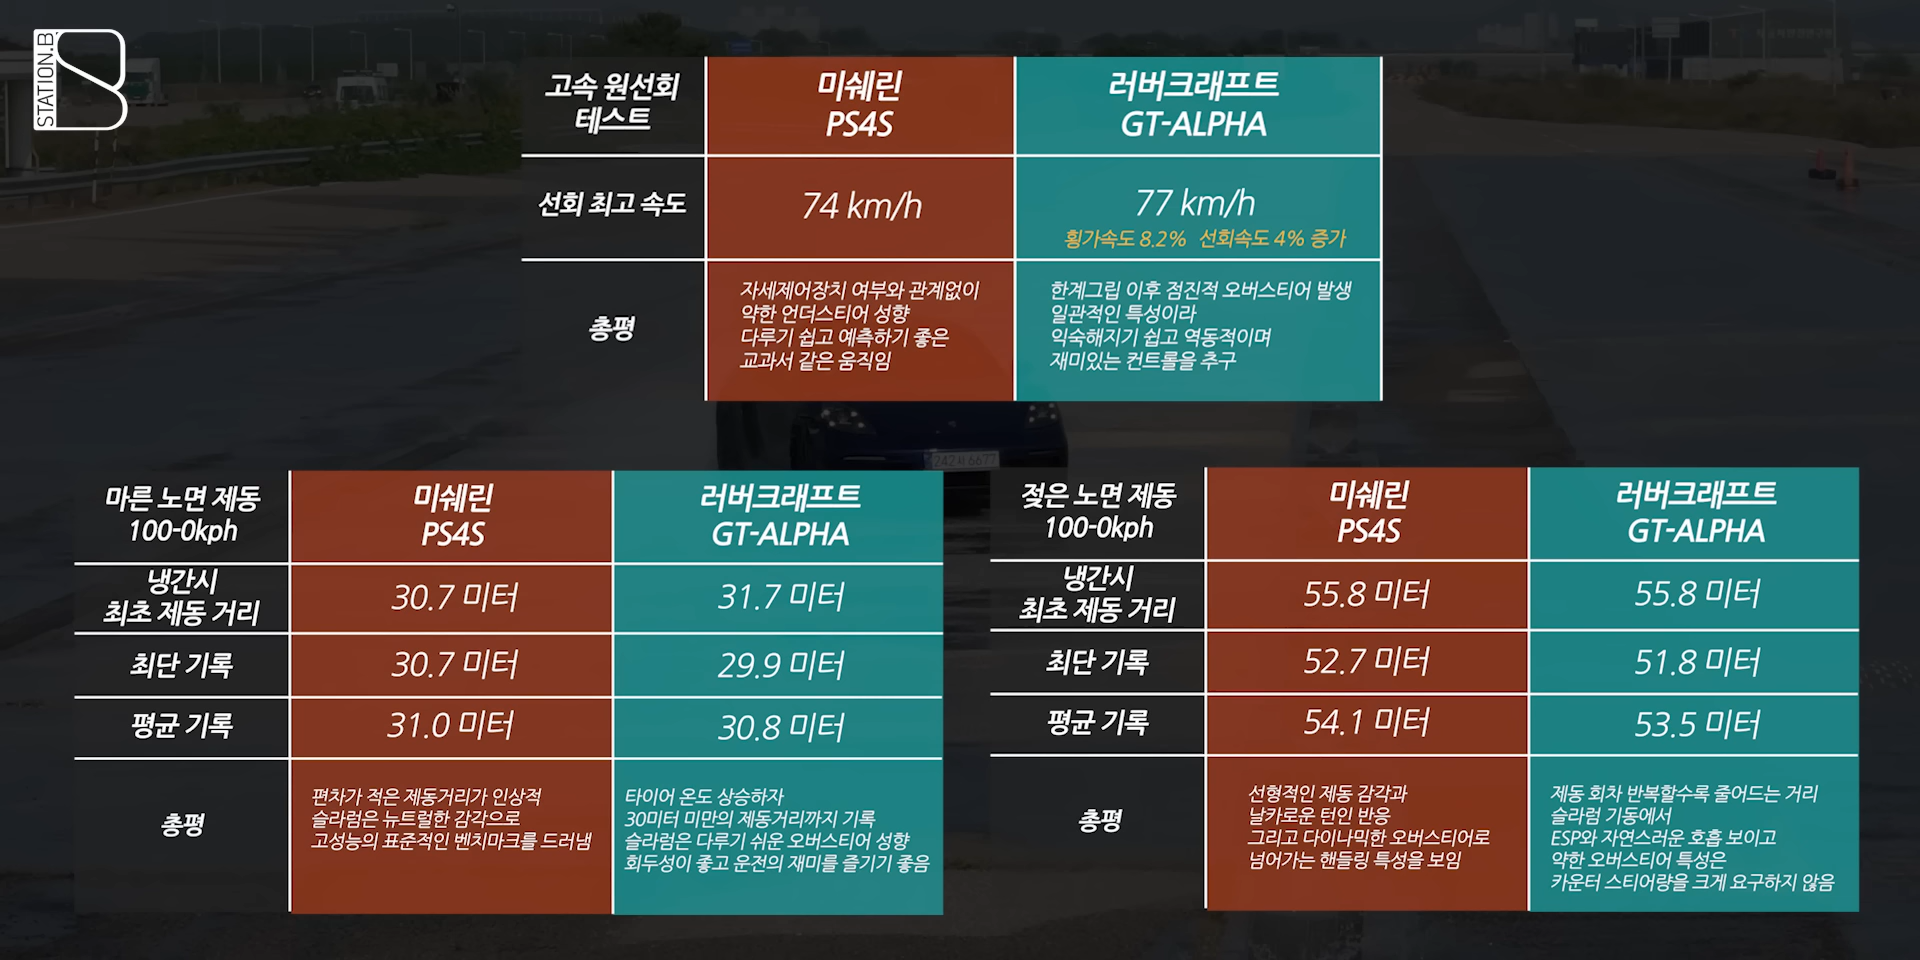 STATION.B
고속 원선회
테스트
미쉐린
PS4S
러버크래프트
GT-ALPHA
선회 최고 속도
74 km/h
77 km/h
횡가속도 8.2% 선회속도 4% 증가
총평
자세제어장치 여부와 관계없이
약한 언더스티어 성향
다루기 쉽고 예측하기 좋은
교과서 같은 움직임
한계그립 이후 점진적 오버스티어 발생
일관적인 특성이라
익숙해지기 쉽고 역동적이며
재미있는 컨트롤을 추구
마른 노면 제동
100-0kph
미쉐린
PS4S
러버크래프트
GT-ALPHA
냉간시
최초 제동 거리
30.7 미터
31.7 미터
최단 기록
30.7 미터
29.9 미터
평균 기록
31.0 미터
30.8 미터
총평
편차가 적은 제동거리가 인상적
슬라럼은 뉴트럴한 감각으로
고성능의 표준적인 벤치마크를 드러냄
타이어 온도 상승하자
30미터 미만의 제동거리까지 기록
슬라럼은 다루기 쉬운 오버스티어 성향
회두성이 좋고 운전의 재미를 즐기기 좋음
젖은 노면 제동
100-0kph
미쉐린
PS4S
러버크래프트
GT-ALPHA
냉간시
최초 제동 거리
55.8 미터
55.8 미터
최단 기록
52.7 미터
51.8 미터
평균 기록
54.1 미터
53.5 미터
총평
선형적인 제동 감각과
날카로운 턴인 반응
그리고 다이나믹한 오버스티어로
넘어가는 핸들링 특성을 보임
제동 회차 반복할수록 줄어드는 거리
슬라럼 기동에서
ESP와 자연스러운 호흡 보이고
약한 오버스티어 특성은
카운터 스티어량을 크게 요구하지 않음